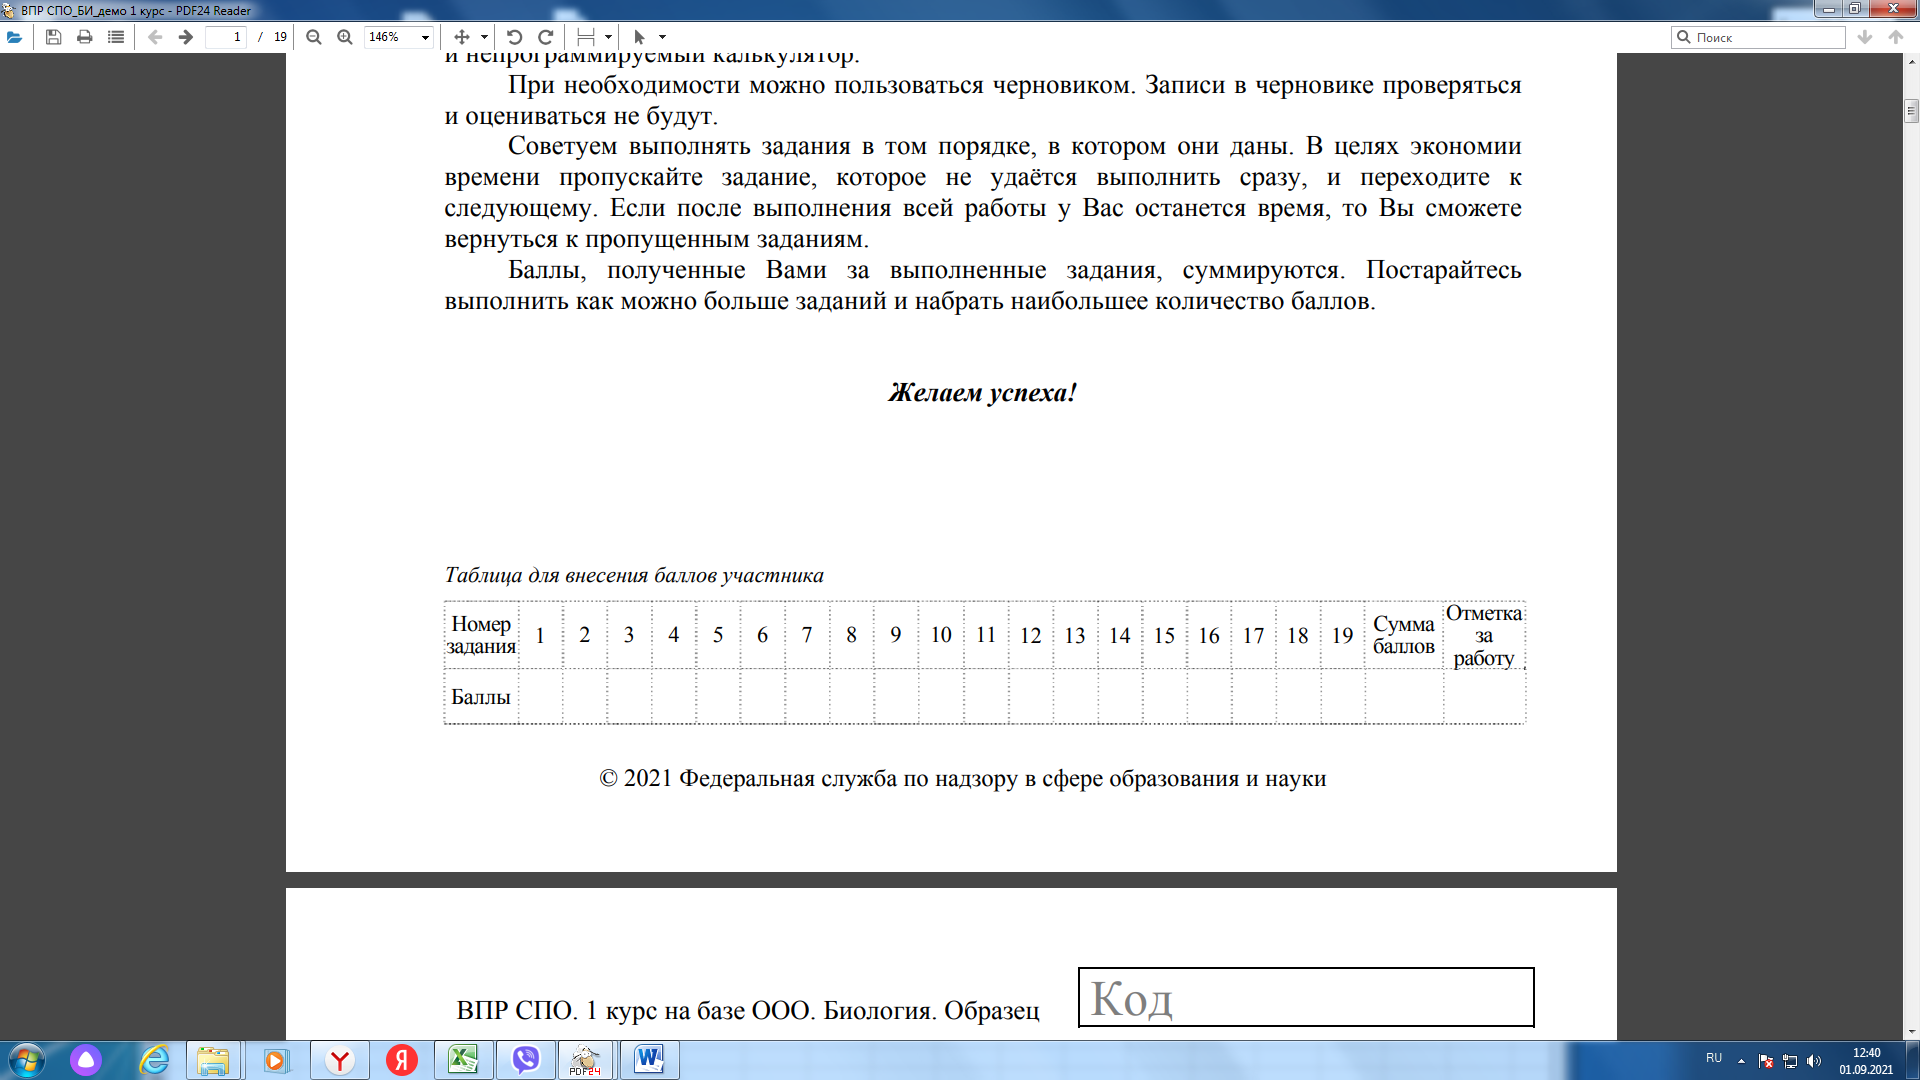 ВПР СПО_БИ_демо 1 курс - PDF24 Reader
1 / 19
146%
Поиск
и непрограммируемый калькулятор.
При необходимости можно пользоваться черновиком. Записи в черновике проверяться
и оцениваться не будут.
Советуем выполнять задания в том порядке, в котором они даны. В целях экономии
времени пропускайте задание, которое не удаётся выполнить сразу, и переходите к
следующему. Если после выполнения всей работы у Вас останется время, то Вы сможете
вернуться к пропущенным заданиям.
Баллы, полученные Вами за выполненные задания, суммируются. Постарайтесь
выполнить как можно больше заданий и набрать наибольшее количество баллов.
Желаем успеха!
Таблица для внесения баллов участника
Номер задания 1 2 3 4 5 6 7 8 9 10 11 12 13 14 15 16 17 18 19 Сумма баллов Отметка за работу
Баллы
© 2021 Федеральная служба по надзору в сфере образования и науки
ВПР СПО. 1 курс на базе ООО. Биология. Образец
Код
RU
12:40
01.09.2021